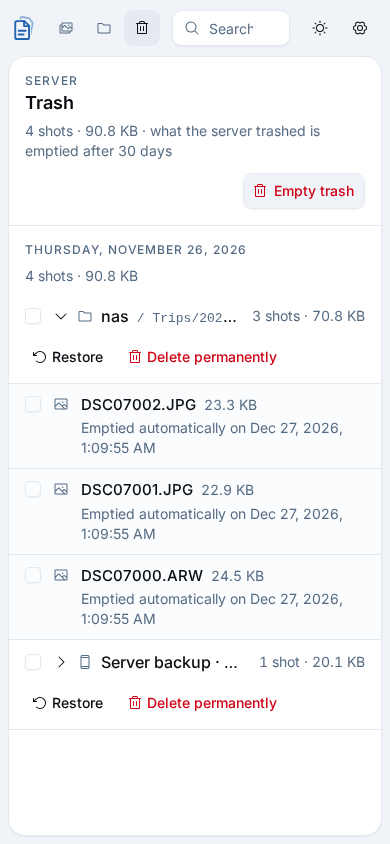 Search
SERVER
Trash
4 shots · 90.8 KB · what the server trashed is
emptied after 30 days
Empty trash
THURSDAY, NOVEMBER 26, 2026
4 shots · 90.8 KB
nas / Trips/202... 3 shots · 70.8 KB
Restore Delete permanently
DSC07002.JPG 23.3 KB
Emptied automatically on Dec 27, 2026,
1:09:55 AM
DSC07001.JPG 22.9 KB
Emptied automatically on Dec 27, 2026,
1:09:55 AM
DSC07000.ARW 24.5 KB
Emptied automatically on Dec 27, 2026,
1:09:55 AM
Server backup · ... 1 shot · 20.1 KB
Restore Delete permanently